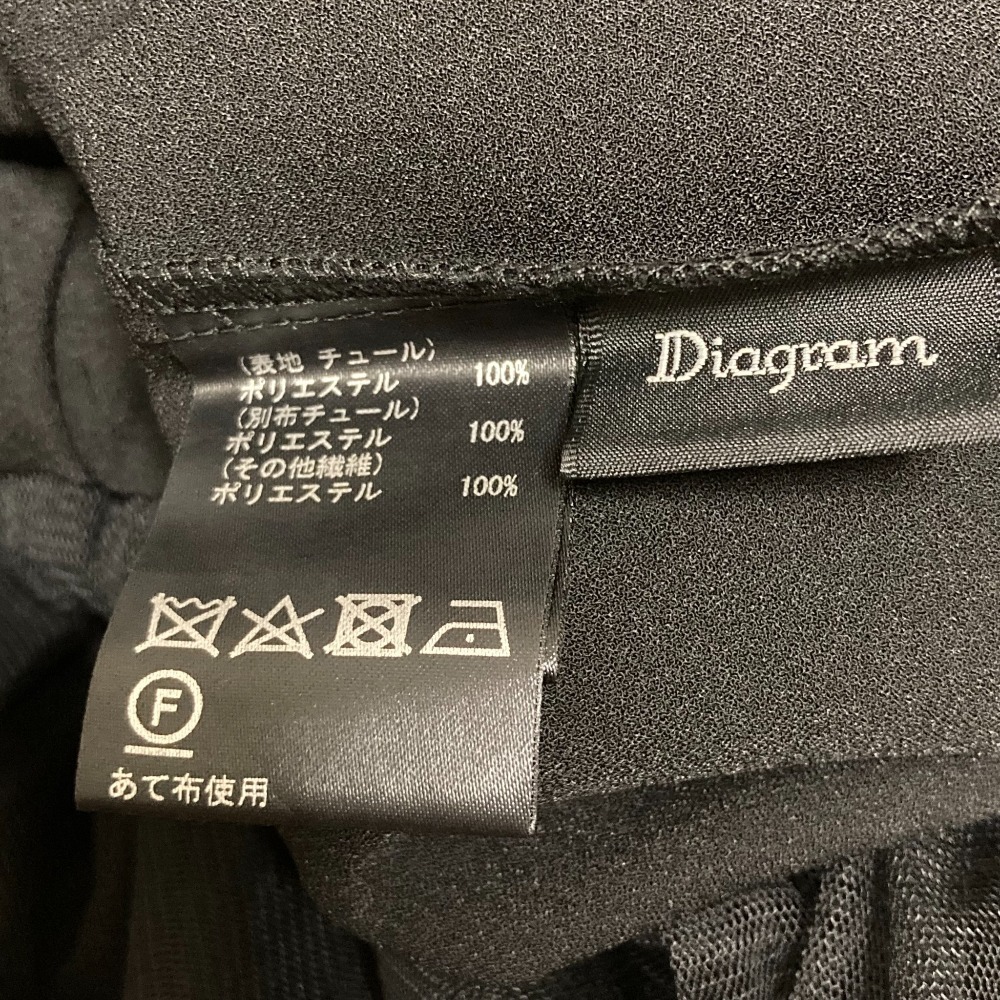 (表地 チュール)
ポリエステル 100%
(別布チュール)
ポリエステル 100%
(その他繊維)
ポリエステル 100%
F
あて布使用
Diagram